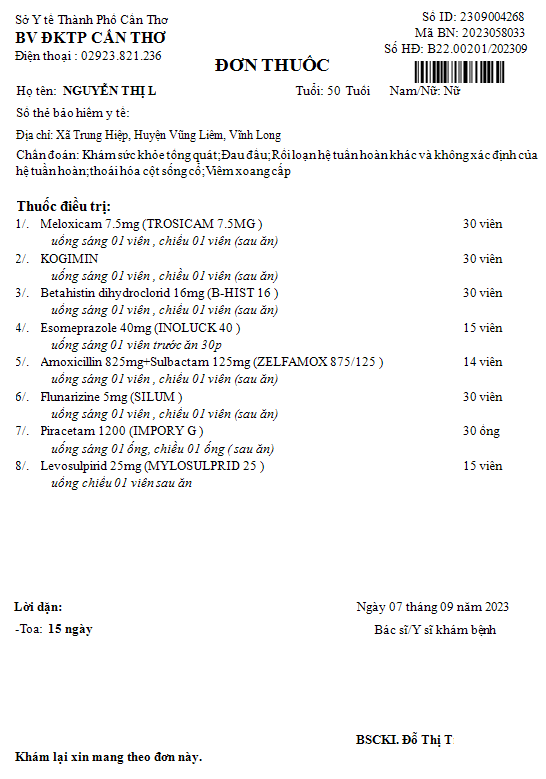 Sở Y tế Thành Phố Cần Thơ
Số ID: 2309004268
BV ĐKTP CẦN THƠ
Mã BN: 2023058033
Điện thoại : 02923.821.236
Số HĐ: B22.00201/202309
ĐƠN THUỐC
Họ tên: NGUYỄN THỊ L Tuổi: 50 Tuổi Nam/Nữ: Nữ
Số thẻ bảo hiểm y tế:
Địa chỉ: Xã Trung Hiệp, Huyện Vũng Liêm, Vĩnh Long
Chẩn đoán: Khám sức khỏe tổng quát;Đau đầu;Rối loạn hệ tuần hoàn khác và không xác định của
hệ tuần hoàn;thoái hóa cột sống cổ;Viêm xoang cấp
Thuốc điều trị:
1/. Meloxicam 7.5mg (TROSICAM 7.5MG ) 30 viên
uống sáng 01 viên , chiều 01 viên (sau ăn)
2/. KOGIMIN 30 viên
uống sáng 01 viên , chiều 01 viên (sau ăn)
3/. Betahistin dihydroclorid 16mg (B-HIST 16 ) 30 viên
uống sáng 01 viên , chiều 01 viên (sau ăn)
4/. Esomeprazole 40mg (INOLUCK 40 ) 15 viên
uống sáng 01 viên trước ăn 30p
5/. Amoxicillin 825mg+Sulbactam 125mg (ZELFAMOX 875/125 ) 14 viên
uống sáng 01 viên , chiều 01 viên (sau ăn)
6/. Flunarizine 5mg (SILUM ) 30 viên
uống sáng 01 viên , chiều 01 viên (sau ăn)
7/. Piracetam 1200 (IMPORY G ) 30 ống
uống sáng 01 ống, chiều 01 ống ( sau ăn)
8/. Levosulpirid 25mg (MYLOSULPRID 25 ) 15 viên
uống chiều 01 viên sau ăn
Lời dặn:
Ngày 07 tháng 09 năm 2023
-Toa: 15 ngày
Bác sĩ/Y sĩ khám bệnh
BSCKI. Đỗ Thị T
Khám lại xin mang theo đơn này.